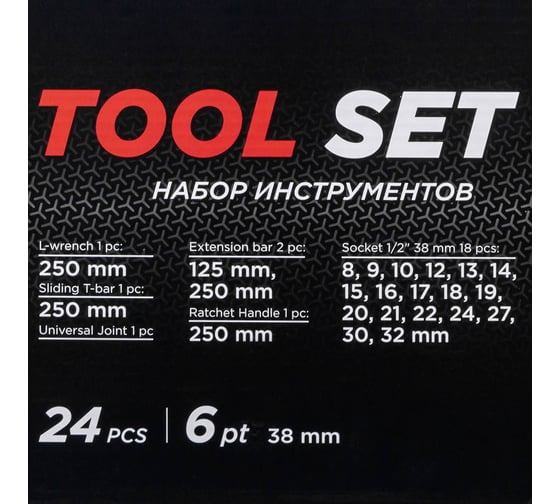 TOOL SET
НАБОР ИНСТРУМЕНТОВ
L-wrench 1 pc:
250 mm
Sliding T-bar 1 pc:
250 mm
Universal Joint 1 pc
Extension bar 2 pc:
125 mm,
250 mm
Ratchet Handle 1 pc:
250 mm
Socket 1/2" 38 mm 18 pcs:
8, 9, 10, 12, 13, 14,
15, 16, 17, 18, 19,
20, 21, 22, 24, 27,
30, 32 mm
24 PCS | 6 pt 38 mm